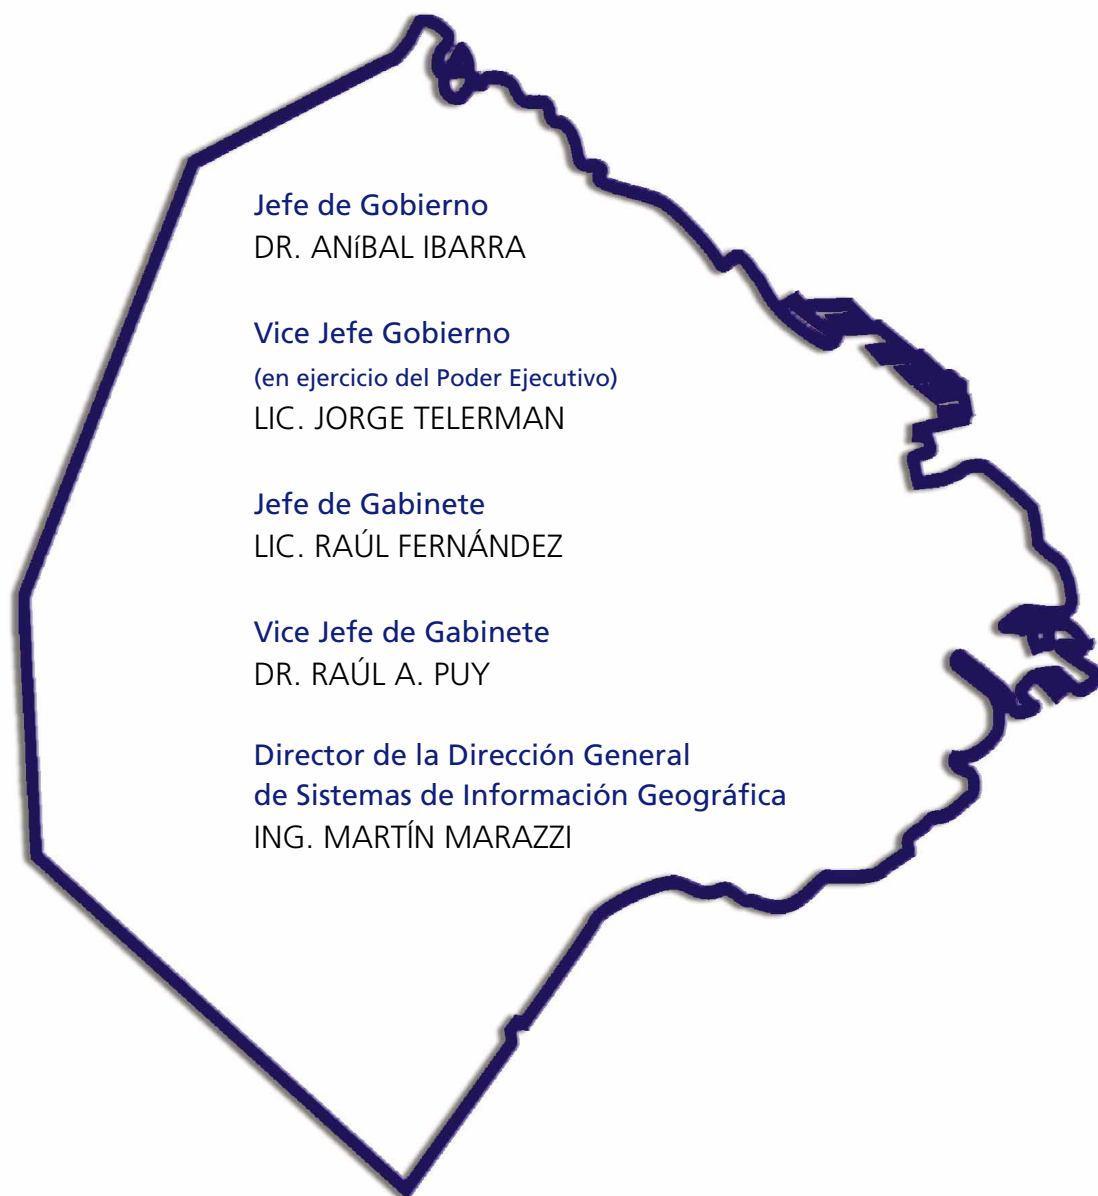 Jefe de Gobierno
DR. ANíBAL IBARRA
Vice Jefe Gobierno
(en ejercicio del Poder Ejecutivo)
LIC. JORGE TELERMAN
Jefe de Gabinete
LIC. RAÚL FERNÁNDEZ
Vice Jefe de Gabinete
DR. RAÚL A. PUY
Director de la Dirección General
de Sistemas de Información Geográfica
ING. MARTÍN MARAZZI